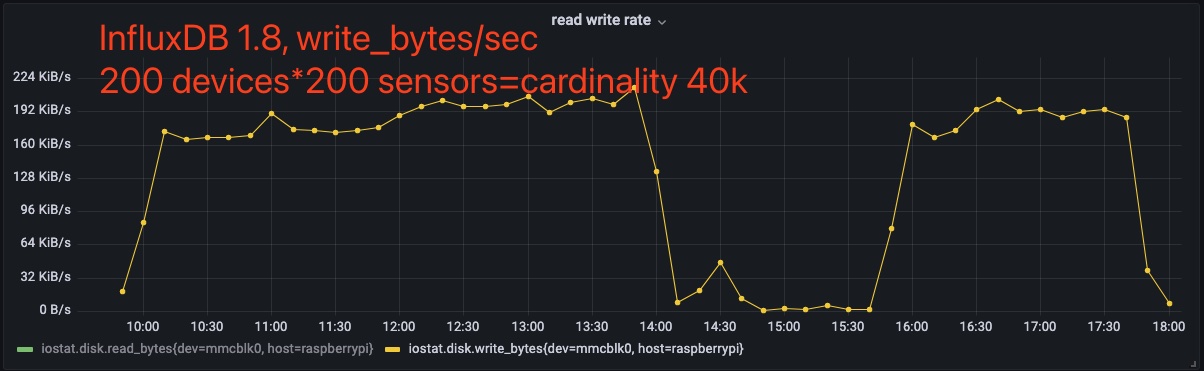 read write rate
InfluxDB 1.8, write_bytes/sec
200 devices*200 sensors=cardinality 40k
224 KiB/s
192 KiB/s
160 KiB/s
128 KiB/s
96 KiB/s
64 KiB/s
32 KiB/s
0 B/s
10:00 10:30 11:00 11:30 12:00 12:30 13:00 13:30 14:00 14:30 15:00 15:30 16:00 16:30 17:00 17:30 18:00
iostat.disk.read_bytes{dev=mmcblk0, host=raspberrypi} iostat.disk.write_bytes{dev=mmcblk0, host=raspberrypi}